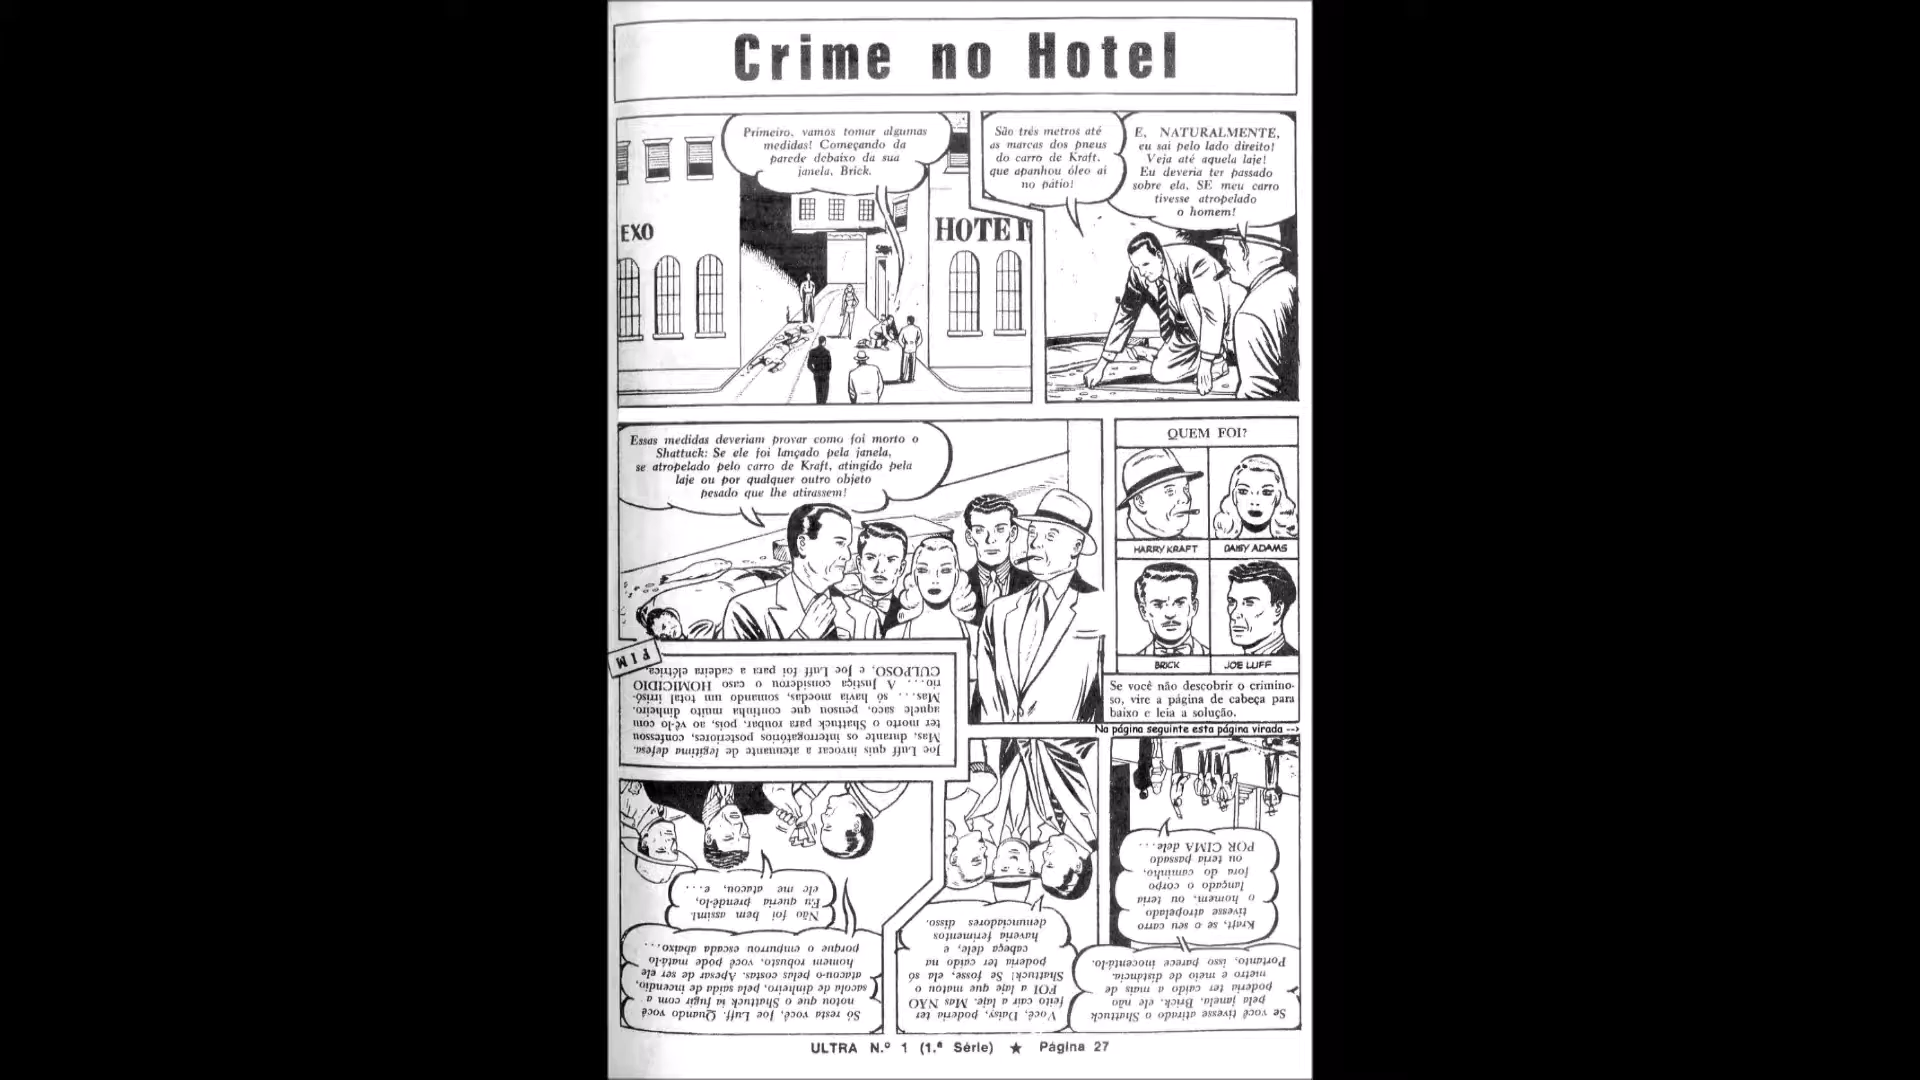 Crime no Hotel
Primeiro, vamos tomar algumas
medidas! Começando da
parede debaixo da sua
janela, Brick.
São três metros até
as marcas dos pneus
do carro de Kraft,
que apanhou óleo aí
no pátio!
E, NATURALMENTE,
eu sai pelo lado direito!
Veja até aquela laje!
Eu deveria ter passado
sobre ela, SE meu carro
tivesse atropelado
o homem!
EXO
HOTE
Essas medidas deveriam provar como foi morto o
Shattuck: Se ele foi lançado pela janela,
se atropelado pelo carro de Kraft, atingido pela
laje ou por qualquer outro objeto
pesado que lhe atirassem!
QUEM FOI?
HARRY KRAFT
DAISY ADAMS
BRICK
JOE LUFF
Se você não descobrir o crimino-
so, vire a página de cabeça para
baixo e leia a solução.
Na página seguinte esta página virada -->
Se você tivesse atirado o Shattuck
pela janela, Brick, ele não
poderia ter caído a mais de
metro e meio de distância.
Portanto, isso parece inocentá-lo.
Kraft, se o seu carro
tivesse atropelado
o homem, ou teria
lançado o corpo
fora do caminho,
ou teria passado
POR CIMA dele...
Você, Daisy, poderia ter
feito cair a laje. Mas NÃO
FOI a laje que matou o
Shattuck! Se fosse, ela só
poderia ter caído na
cabeça dele, e
haveria ferimentos
denunciadores disso.
Só resta você, Joe Luff. Quando você
notou que o Shattuck ia fugir com a
sacola de dinheiro, pela saída de incendio,
atacou-o pelas costas. Apesar de ser ele
homem robusto, você pode matá-lo
porque o empurrou escada abaixo...
Não foi bem assim!
Eu queria prendê-lo,
ele me atacou, e...
Joe Luff quis invocar a atenuante de legítima defesa.
Mas, durante os interrogatórios posteriores, confessou
ter morto o Shattuck para roubar, pois, ao vê-lo com
aquele saco, pensou que continha muito dinheiro.
Mas... só havia moedas, somando um total irrisó-
rio... A Justiça considerou o caso HOMICÍDIO
CULPOSO, e Joe Luff foi para a cadeira elétrica.
FIM
ULTRA N.º 1 (1.ª Série) ★ Página 27